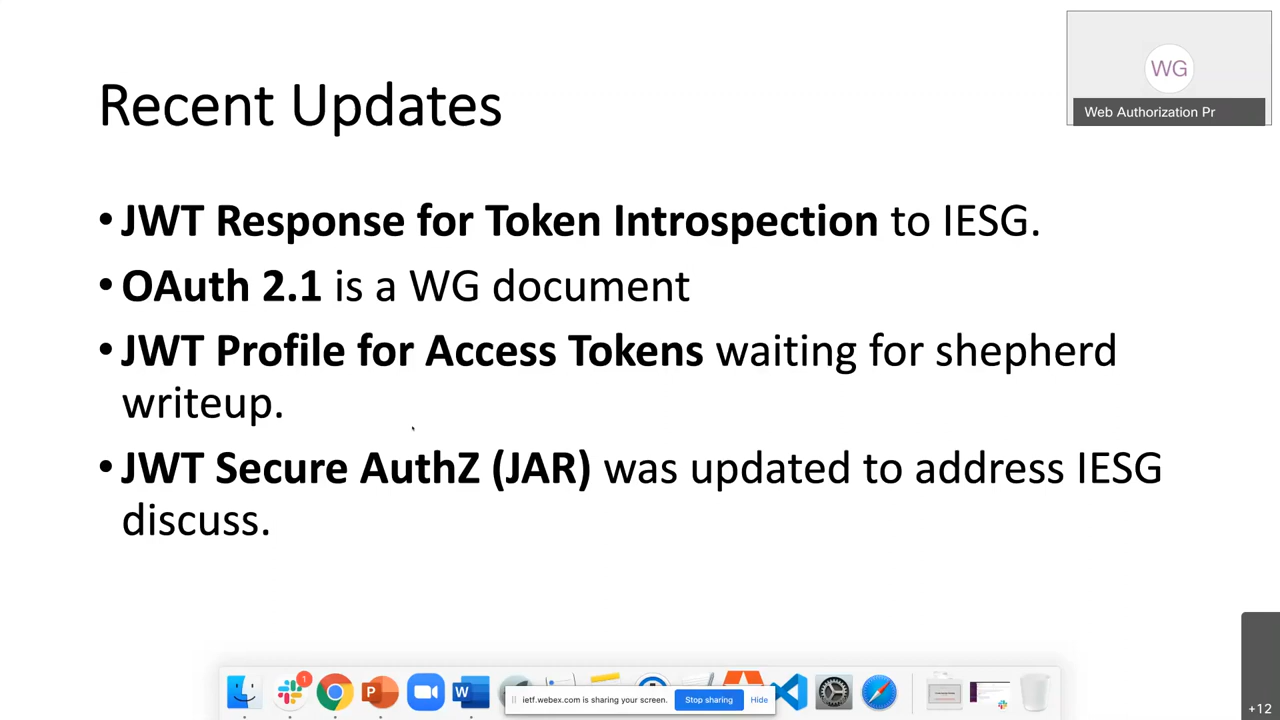 Recent Updates
WG
Web Authorization Pr
• JWT Response for Token Introspection to IESG.
• OAuth 2.1 is a WG document
• JWT Profile for Access Tokens waiting for shepherd
writeup.
• JWT Secure AuthZ (JAR) was updated to address IESG
discuss.
1
P
W
ietf.webex.com is sharing your screen.
Stop sharing
Hide
+12